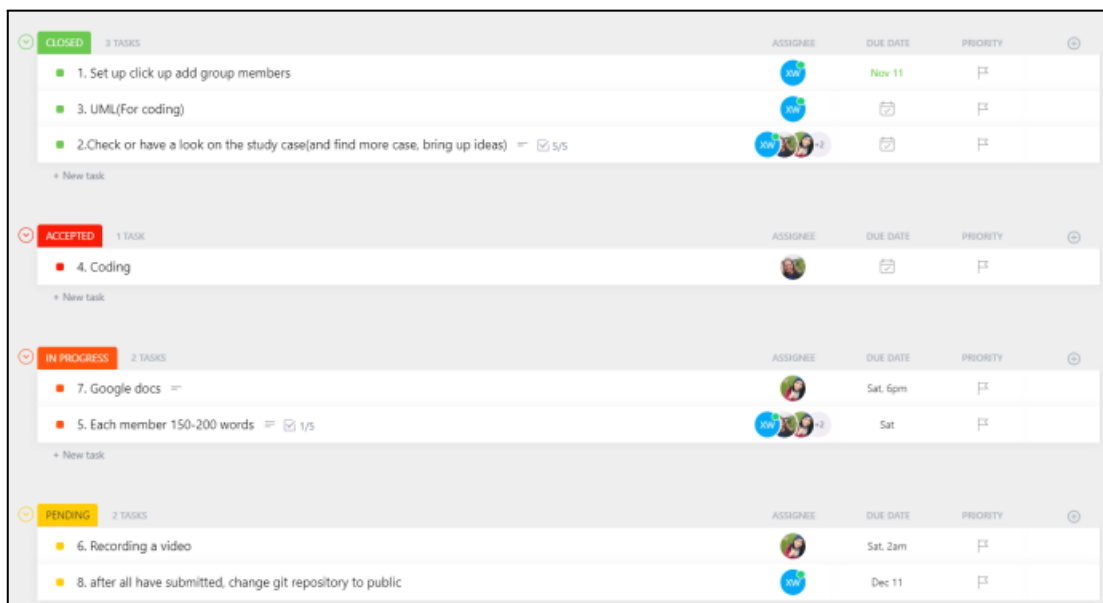 CLOSED 3 TASKS ASSIGNEE DUE DATE PRIORITY
1. Set up click up add group members XW Nov 11
3. UML(For coding) XW
2.Check or have a look on the study case(and find more case, bring up ideas) 5/5 XW +2
+ New task
ACCEPTED 1 TASK ASSIGNEE DUE DATE PRIORITY
4. Coding
+ New task
IN PROGRESS 2 TASKS ASSIGNEE DUE DATE PRIORITY
7. Google docs Sat, 6pm
5. Each member 150-200 words 1/5 XW +2 Sat
+ New task
PENDING 2 TASKS ASSIGNEE DUE DATE PRIORITY
6. Recording a video Sat, 2am
8. after all have submitted, change git repository to public XW Dec 11